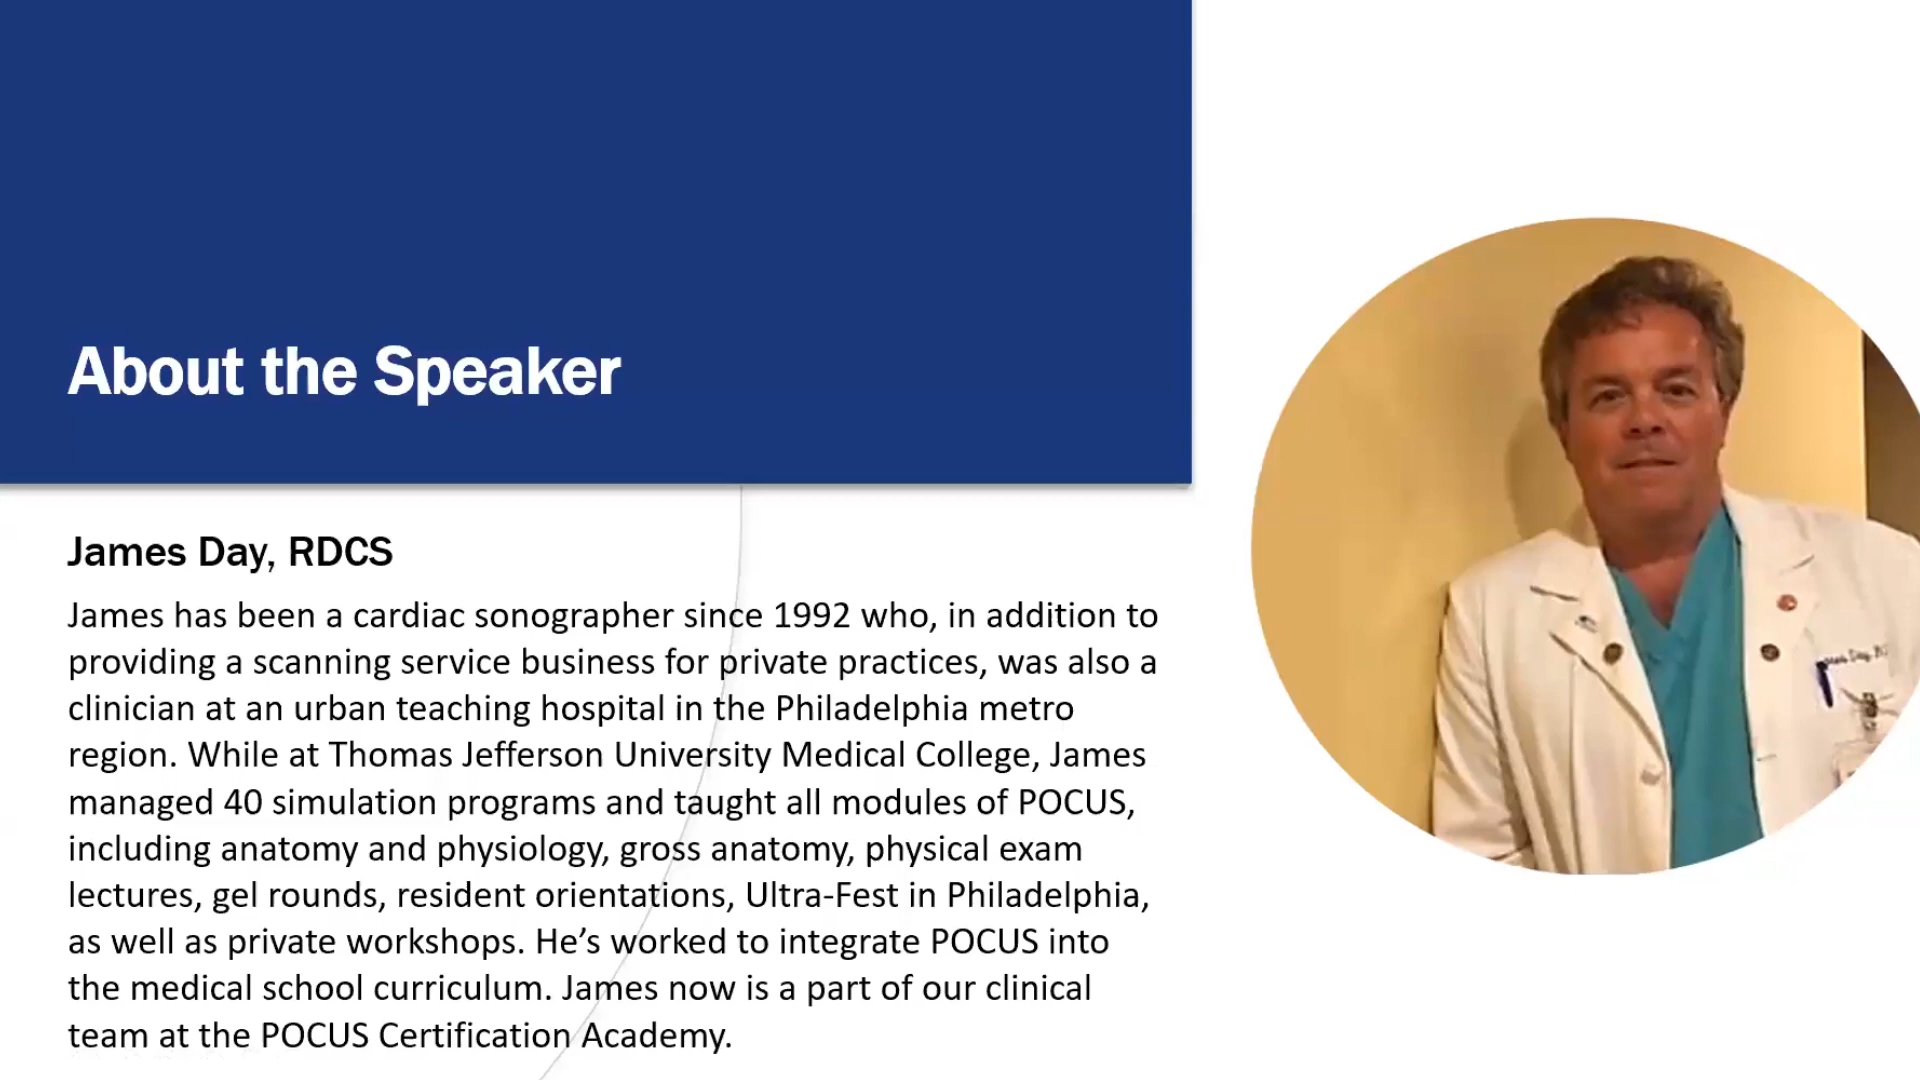 About the Speaker
James Day, RDCS
James has been a cardiac sonographer since 1992 who, in addition to
providing a scanning service business for private practices, was also a
clinician at an urban teaching hospital in the Philadelphia metro
region. While at Thomas Jefferson University Medical College, James
managed 40 simulation programs and taught all modules of POCUS,
including anatomy and physiology, gross anatomy, physical exam
lectures, gel rounds, resident orientations, Ultra-Fest in Philadelphia,
as well as private workshops. He’s worked to integrate POCUS into
the medical school curriculum. James now is a part of our clinical
team at the POCUS Certification Academy.